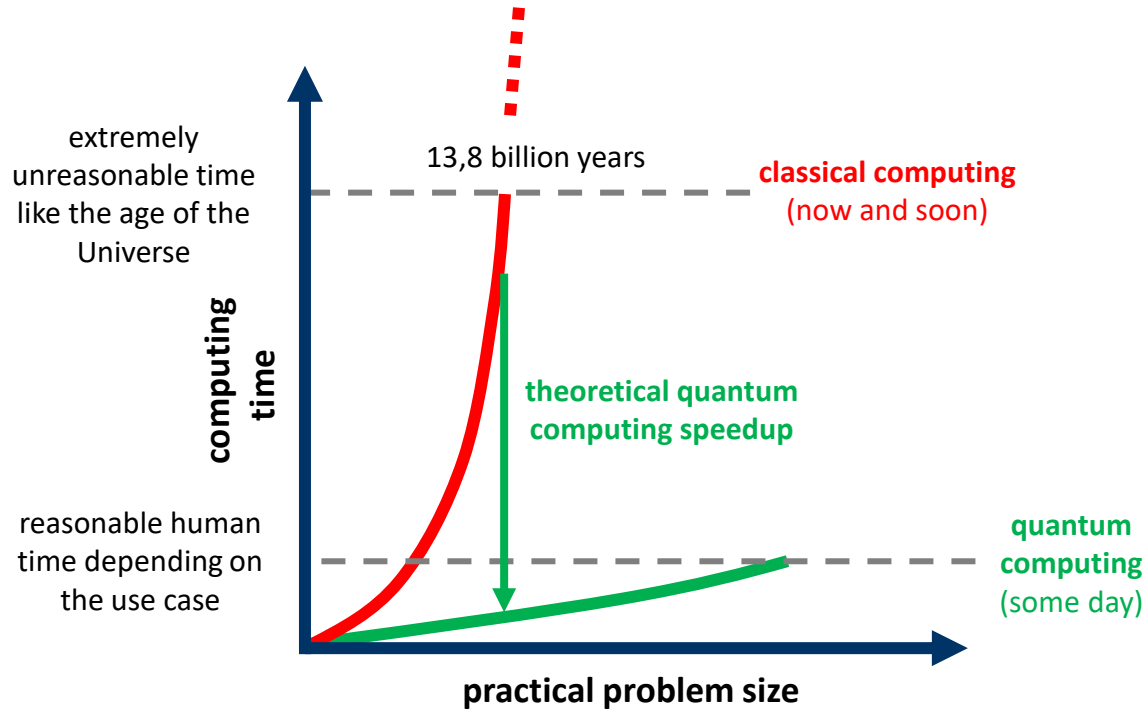 extremely
unreasonable time
like the age of the
Universe
13,8 billion years
classical computing
(now and soon)
computing
time
theoretical quantum
computing speedup
reasonable human
time depending on
the use case
quantum
computing
(some day)
practical problem size